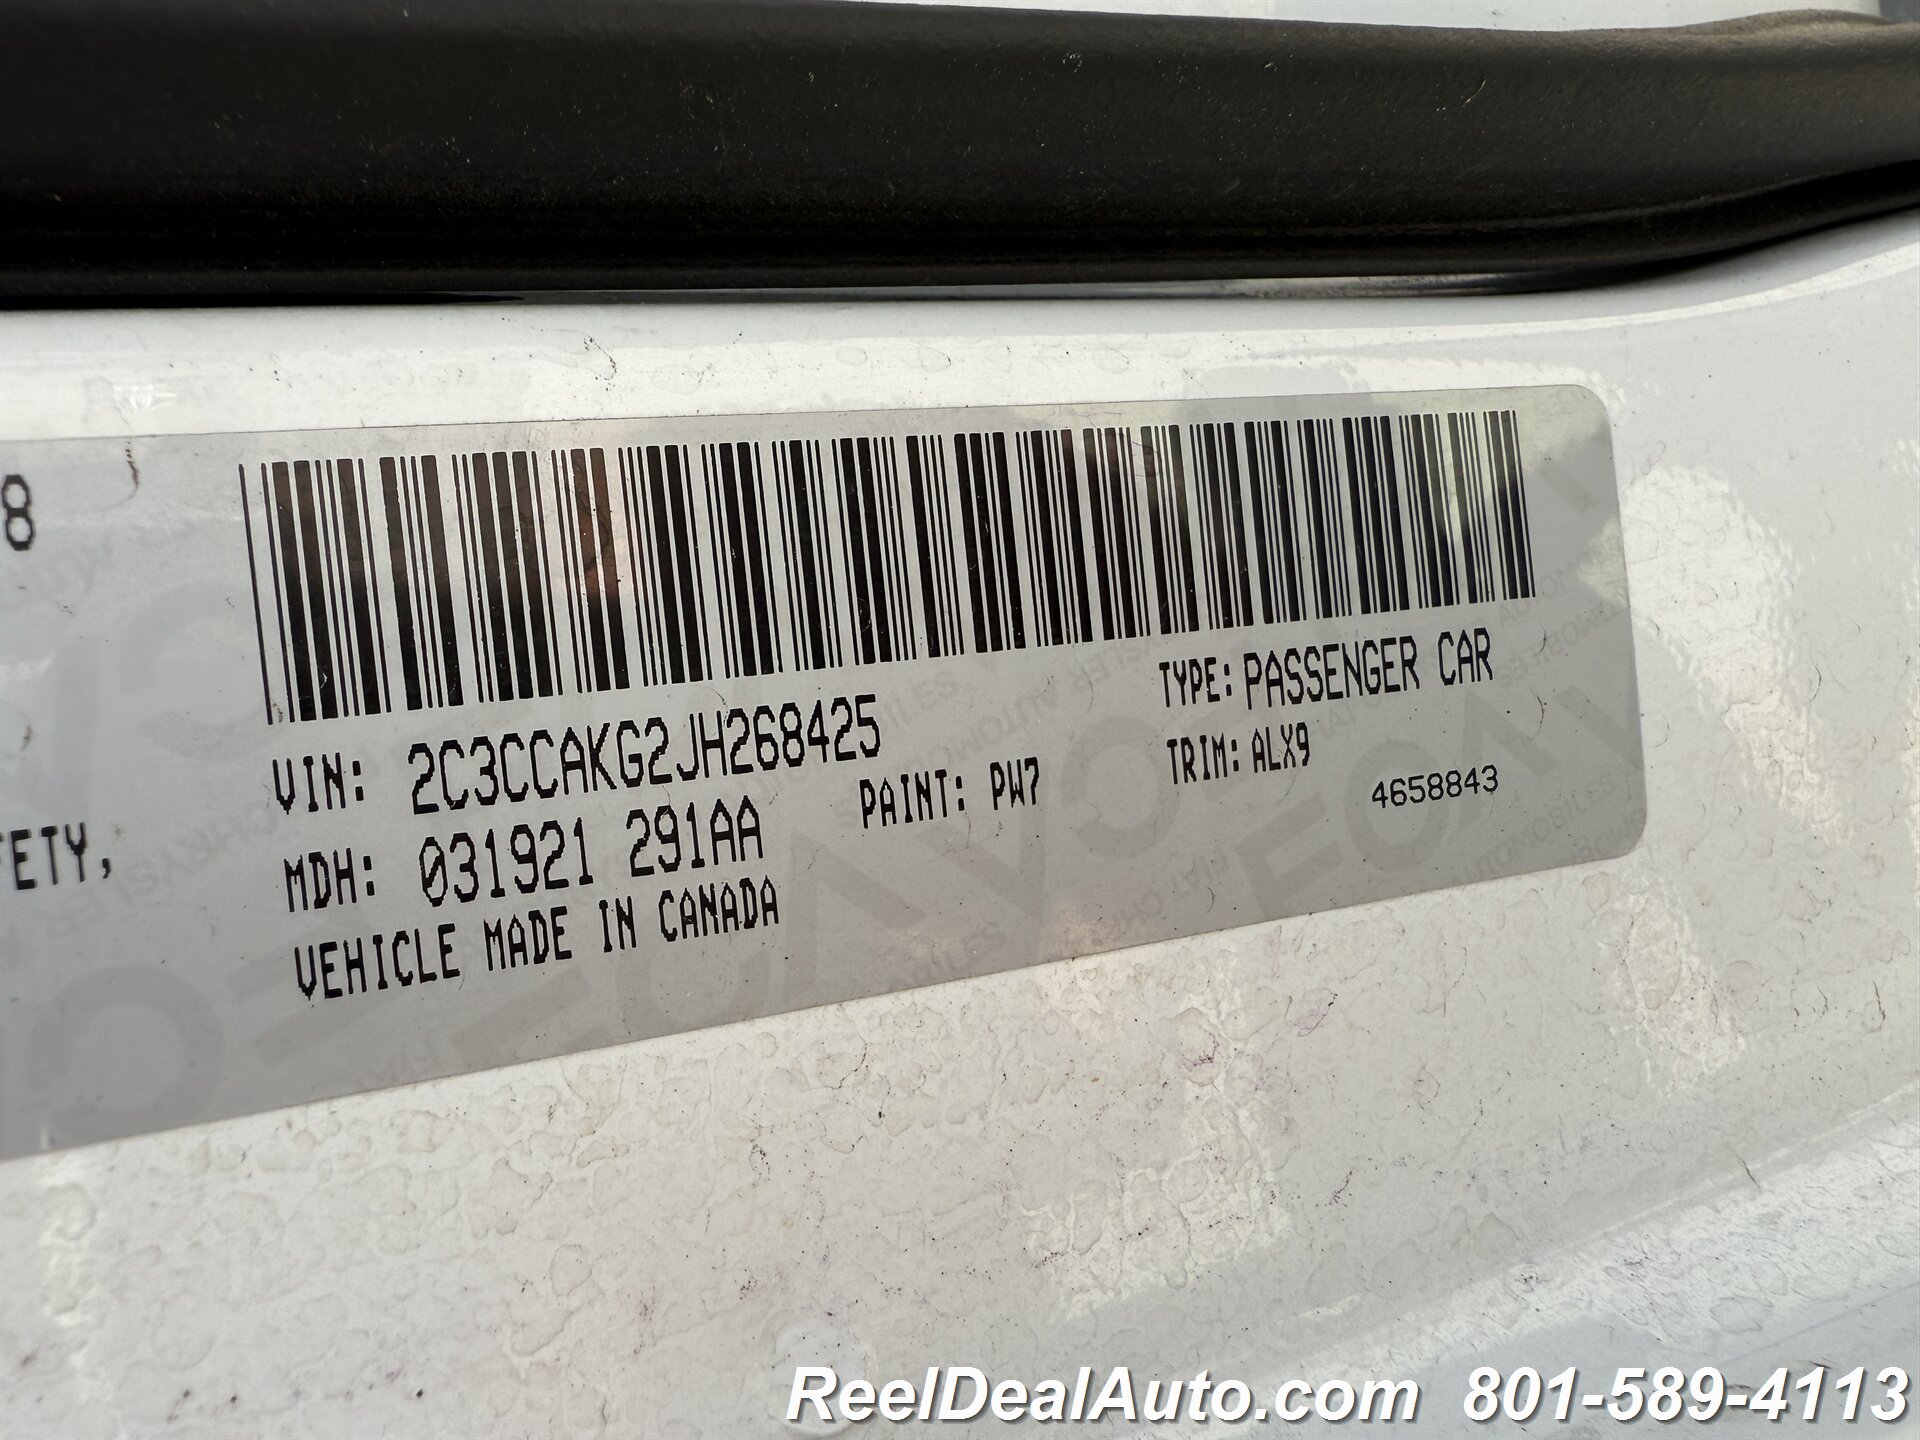 8
ETY,
VIN: 2C3CCAKG2JH268425
TYPE: PASSENGER CAR
MDH: 031921 291AA
PAINT: PW7
TRIM: ALX9
VEHICLE MADE IN CANADA
4658843
ReelDealAuto.com 801-589-4113